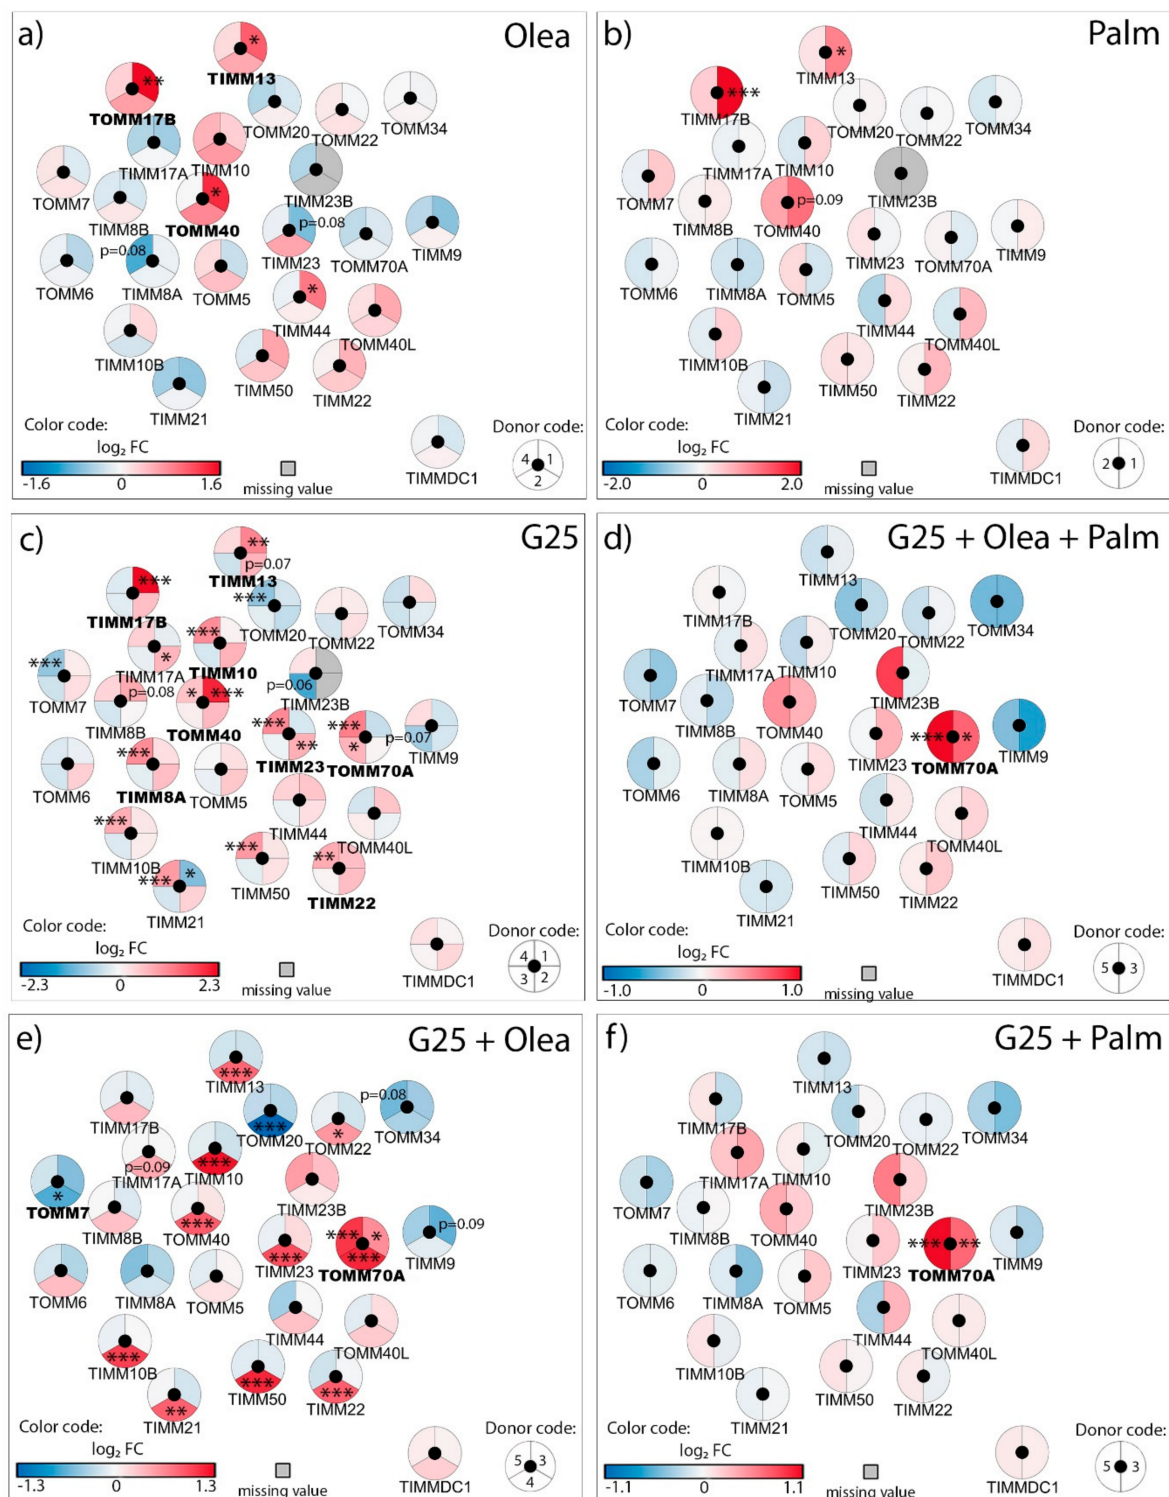 a)
Olea
*
TIMM13
**
TOMM17B
TOMM20
TOMM22
TOMM34
TIMM17A
TIMM10
TIMM23B
TOMM7
TIMM8B
*
TOMM40
p=0.08
TIMM23
TOMM70A
TIMM9
p=0.08
TOMM6
TIMM8A
TOMM5
*
TIMM44
TOMM40L
TIMM10B
TIMM50
TIMM22
TIMM21
Color code:
log₂ FC
-1.6
0
1.6
missing value
TIMMDC1
Donor code:
4
1
2
b)
Palm
*
TIMM13
***
TIMM17B
TOMM20
TOMM22
TOMM34
TIMM17A
TIMM10
TIMM23B
TOMM7
TIMM8B
p=0.09
TOMM40
TIMM23
TOMM70A
TIMM9
TOMM6
TIMM8A
TOMM5
TIMM44
TOMM40L
TIMM10B
TIMM50
TIMM22
TIMM21
Color code:
log₂ FC
-2.0
0
2.0
missing value
TIMMDC1
Donor code:
2
1
c)
G25
**
p=0.07
TIMM13
***
TIMM17B
***
TOMM20
TOMM22
TOMM34
*
TIMM17A
***
TIMM10
p=0.06
TIMM23B
***
TOMM7
p=0.08
TIMM8B
*
***
TOMM40
***
**
TIMM23
***
*
TOMM70A
p=0.07
TIMM9
TOMM6
***
TIMM8A
TOMM5
TIMM44
TOMM40L
***
TIMM10B
***
TIMM50
**
TIMM22
***
*
TIMM21
Color code:
log₂ FC
-2.3
0
2.3
missing value
TIMMDC1
Donor code:
4
1
3
2
d)
G25 + Olea + Palm
TIMM13
TIMM17B
TOMM20
TOMM22
TOMM34
TIMM17A
TIMM10
TIMM23B
TOMM7
TIMM8B
TOMM40
TIMM23
***
*
TOMM70A
TIMM9
TOMM6
TIMM8A
TOMM5
TIMM44
TOMM40L
TIMM10B
TIMM50
TIMM22
TIMM21
Color code:
log₂ FC
-1.0
0
1.0
missing value
TIMMDC1
Donor code:
5
3
e)
G25 + Olea
***
TIMM13
TIMM17B
***
TOMM20
*
TOMM22
p=0.08
TOMM34
p=0.09
TIMM17A
***
TIMM10
TIMM23B
*
TOMM7
TIMM8B
***
TOMM40
***
TIMM23
***
*
***
TOMM70A
p=0.09
TIMM9
TOMM6
TIMM8A
TOMM5
TIMM44
TOMM40L
***
TIMM10B
***
TIMM50
***
TIMM22
**
TIMM21
Color code:
log₂ FC
-1.3
0
1.3
missing value
TIMMDC1
Donor code:
5
3
4
f)
G25 + Palm
TIMM13
TIMM17B
TOMM20
TOMM22
TOMM34
TIMM17A
TIMM10
TIMM23B
TOMM7
TIMM8B
TOMM40
TIMM23
***
**
TOMM70A
TIMM9
TOMM6
TIMM8A
TOMM5
TIMM44
TOMM40L
TIMM10B
TIMM50
TIMM22
TIMM21
Color code:
log₂ FC
-1.1
0
1.1
missing value
TIMMDC1
Donor code:
5
3